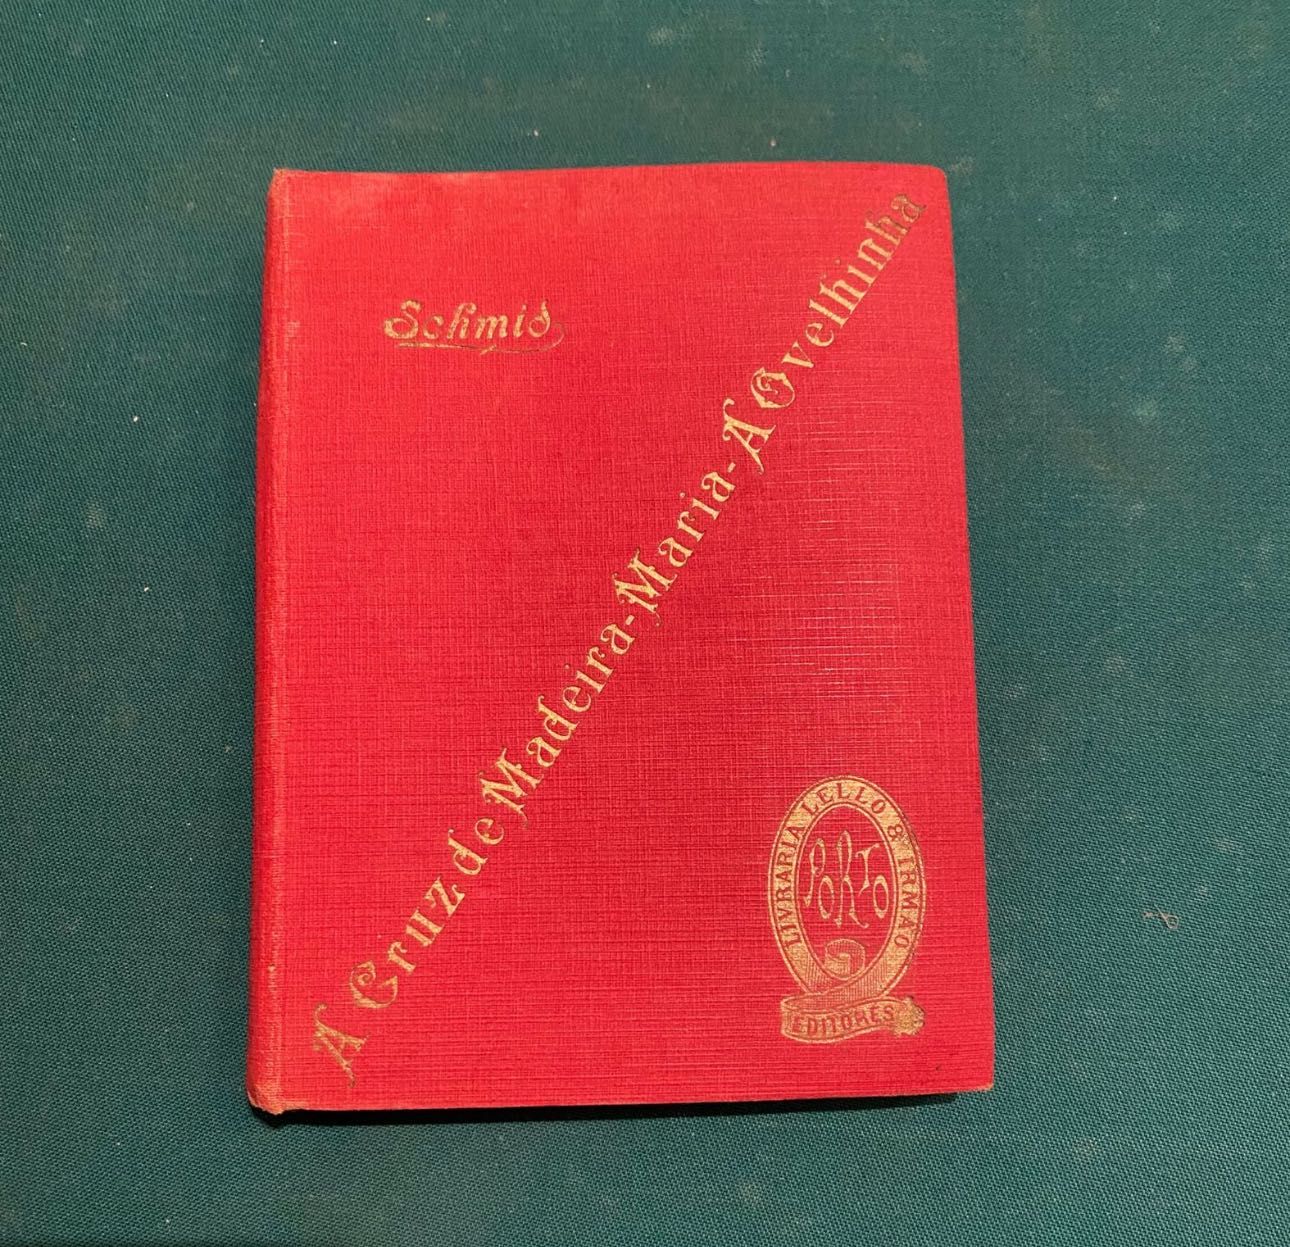 Schmid
A Cruz de Madeira-Maria-A Ovelhinha
LIVRARIA LELLO & IRMÃO
PORTO
EDITORES